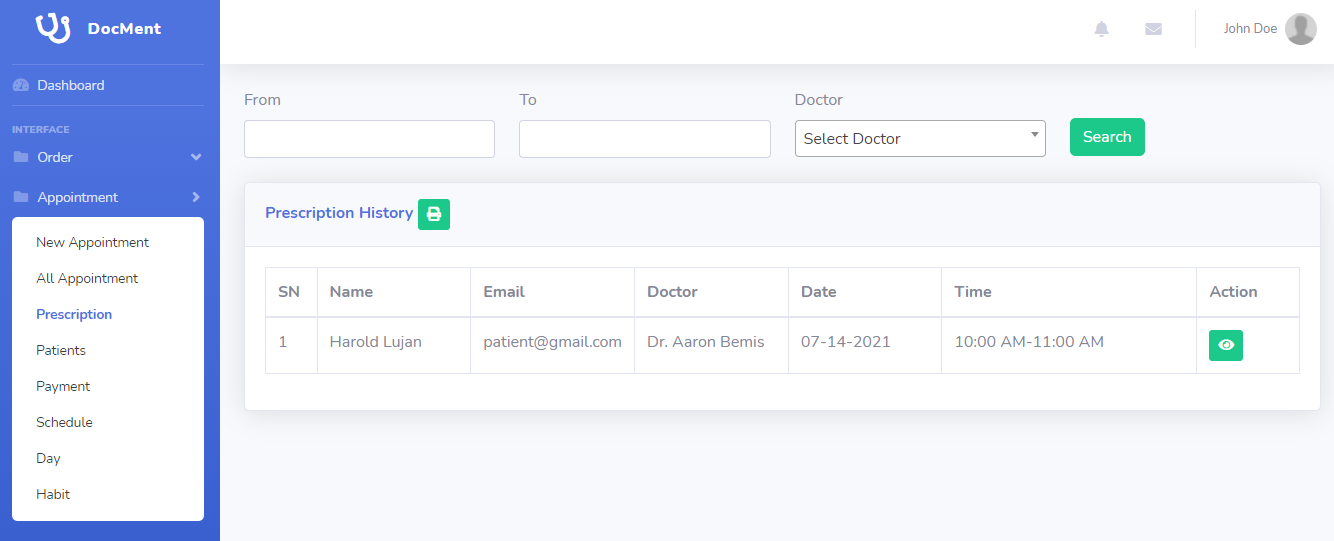 DocMent
John Doe
Dashboard
INTERFACE
Order
Appointment
New Appointment
All Appointment
Prescription
Patients
Payment
Schedule
Day
Habit
From To Doctor
Select Doctor Search
Prescription History
SN Name Email Doctor Date Time Action
1 Harold Lujan patient@gmail.com Dr. Aaron Bemis 07-14-2021 10:00 AM-11:00 AM